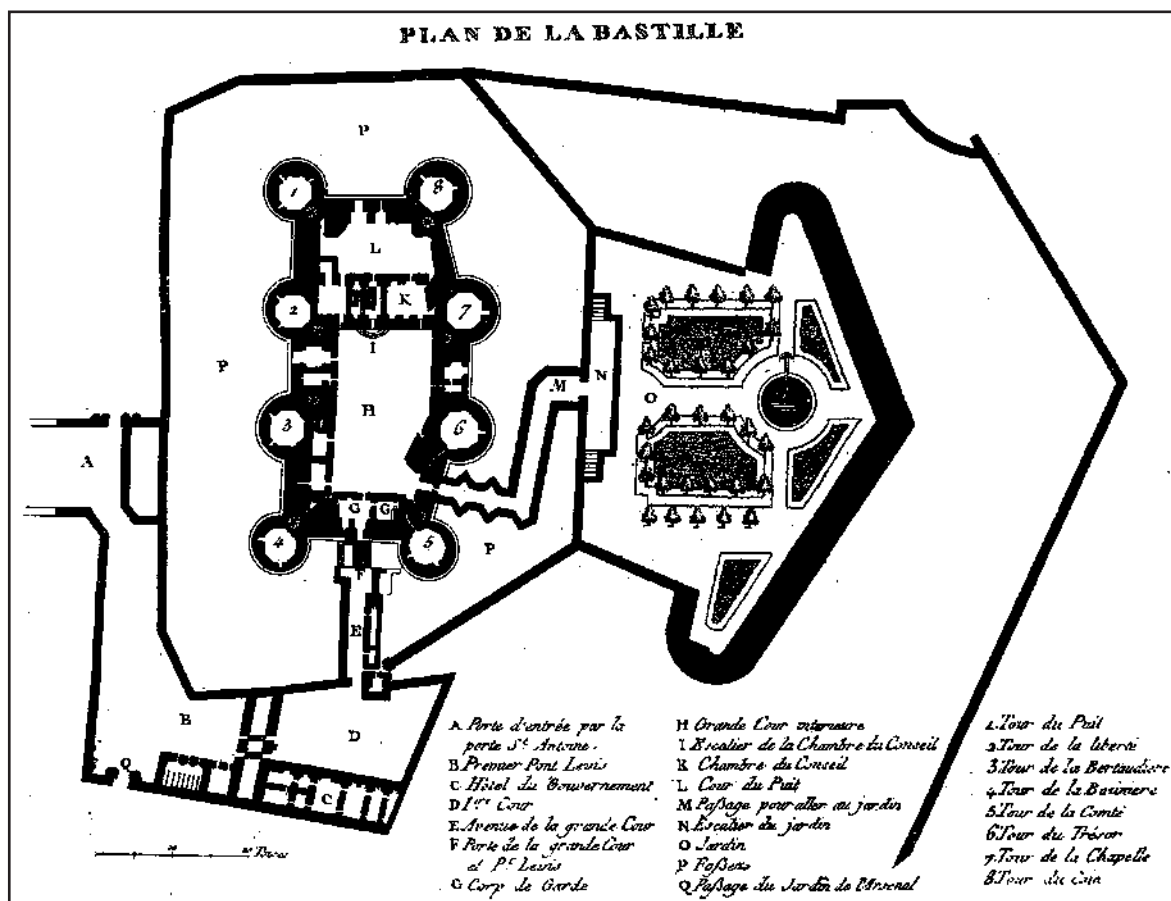 PLAN DE LA BASTILLE
P
1
8
L
2
K
7
I
P
M
N
H
O
3
6
A
G
G
4
5
P
F
E
B
D
Q
C
Toises
A Porte d'entrée par la
porte St. Antoine.
B Premier Pont Levis
C Hôtel du Gouvernement
D 1ere Cour
E Avenue de la grande Cour
F Porte de la grande Cour
et Pt Levis
G Corp de Garde
H Grande Cour interieure
I Escalier de la Chambre du Conseil
K Chambre du Conseil
L Cour du Puit
M Passage pour aller au jardin
N Escalier du jardin
O Jardin
P Fossés
Q Passage du Jardin de l'Arsenal
1. Tour du Puit
2. Tour de la liberté
3. Tour de la Bertaudiere
4. Tour de la Basiniere
5. Tour de la Comté
6. Tour du Trésor
7. Tour de la Chapelle
8. Tour du Coin